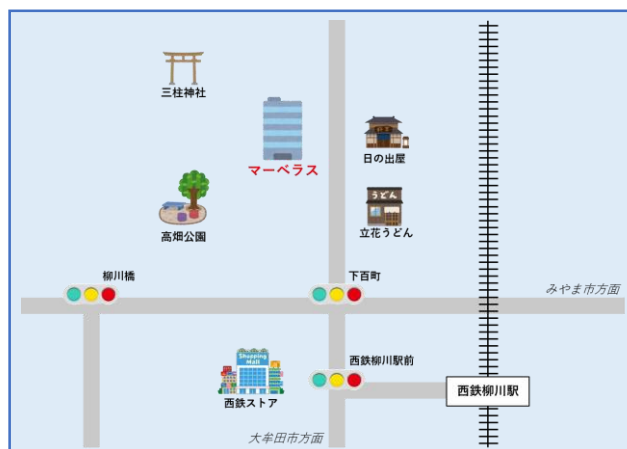 三柱神社
マーベラス
日の出屋
うどん
高畑公園
立花うどん
柳川橋
下百町
みやま市方面
Shopping
Mall
西鉄柳川駅前
西鉄ストア
西鉄柳川駅
大牟田市方面